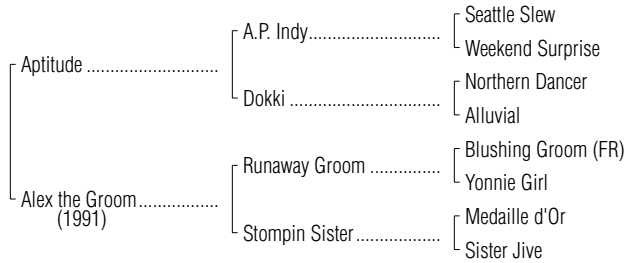 Seattle Slew
A.P. Indy
Weekend Surprise
Aptitude
Northern Dancer
Dokki
Alluvial
Blushing Groom (FR)
Runaway Groom
Yonnie Girl
Alex the Groom
(1991)
Medaille d'Or
Stompin Sister
Sister Jive